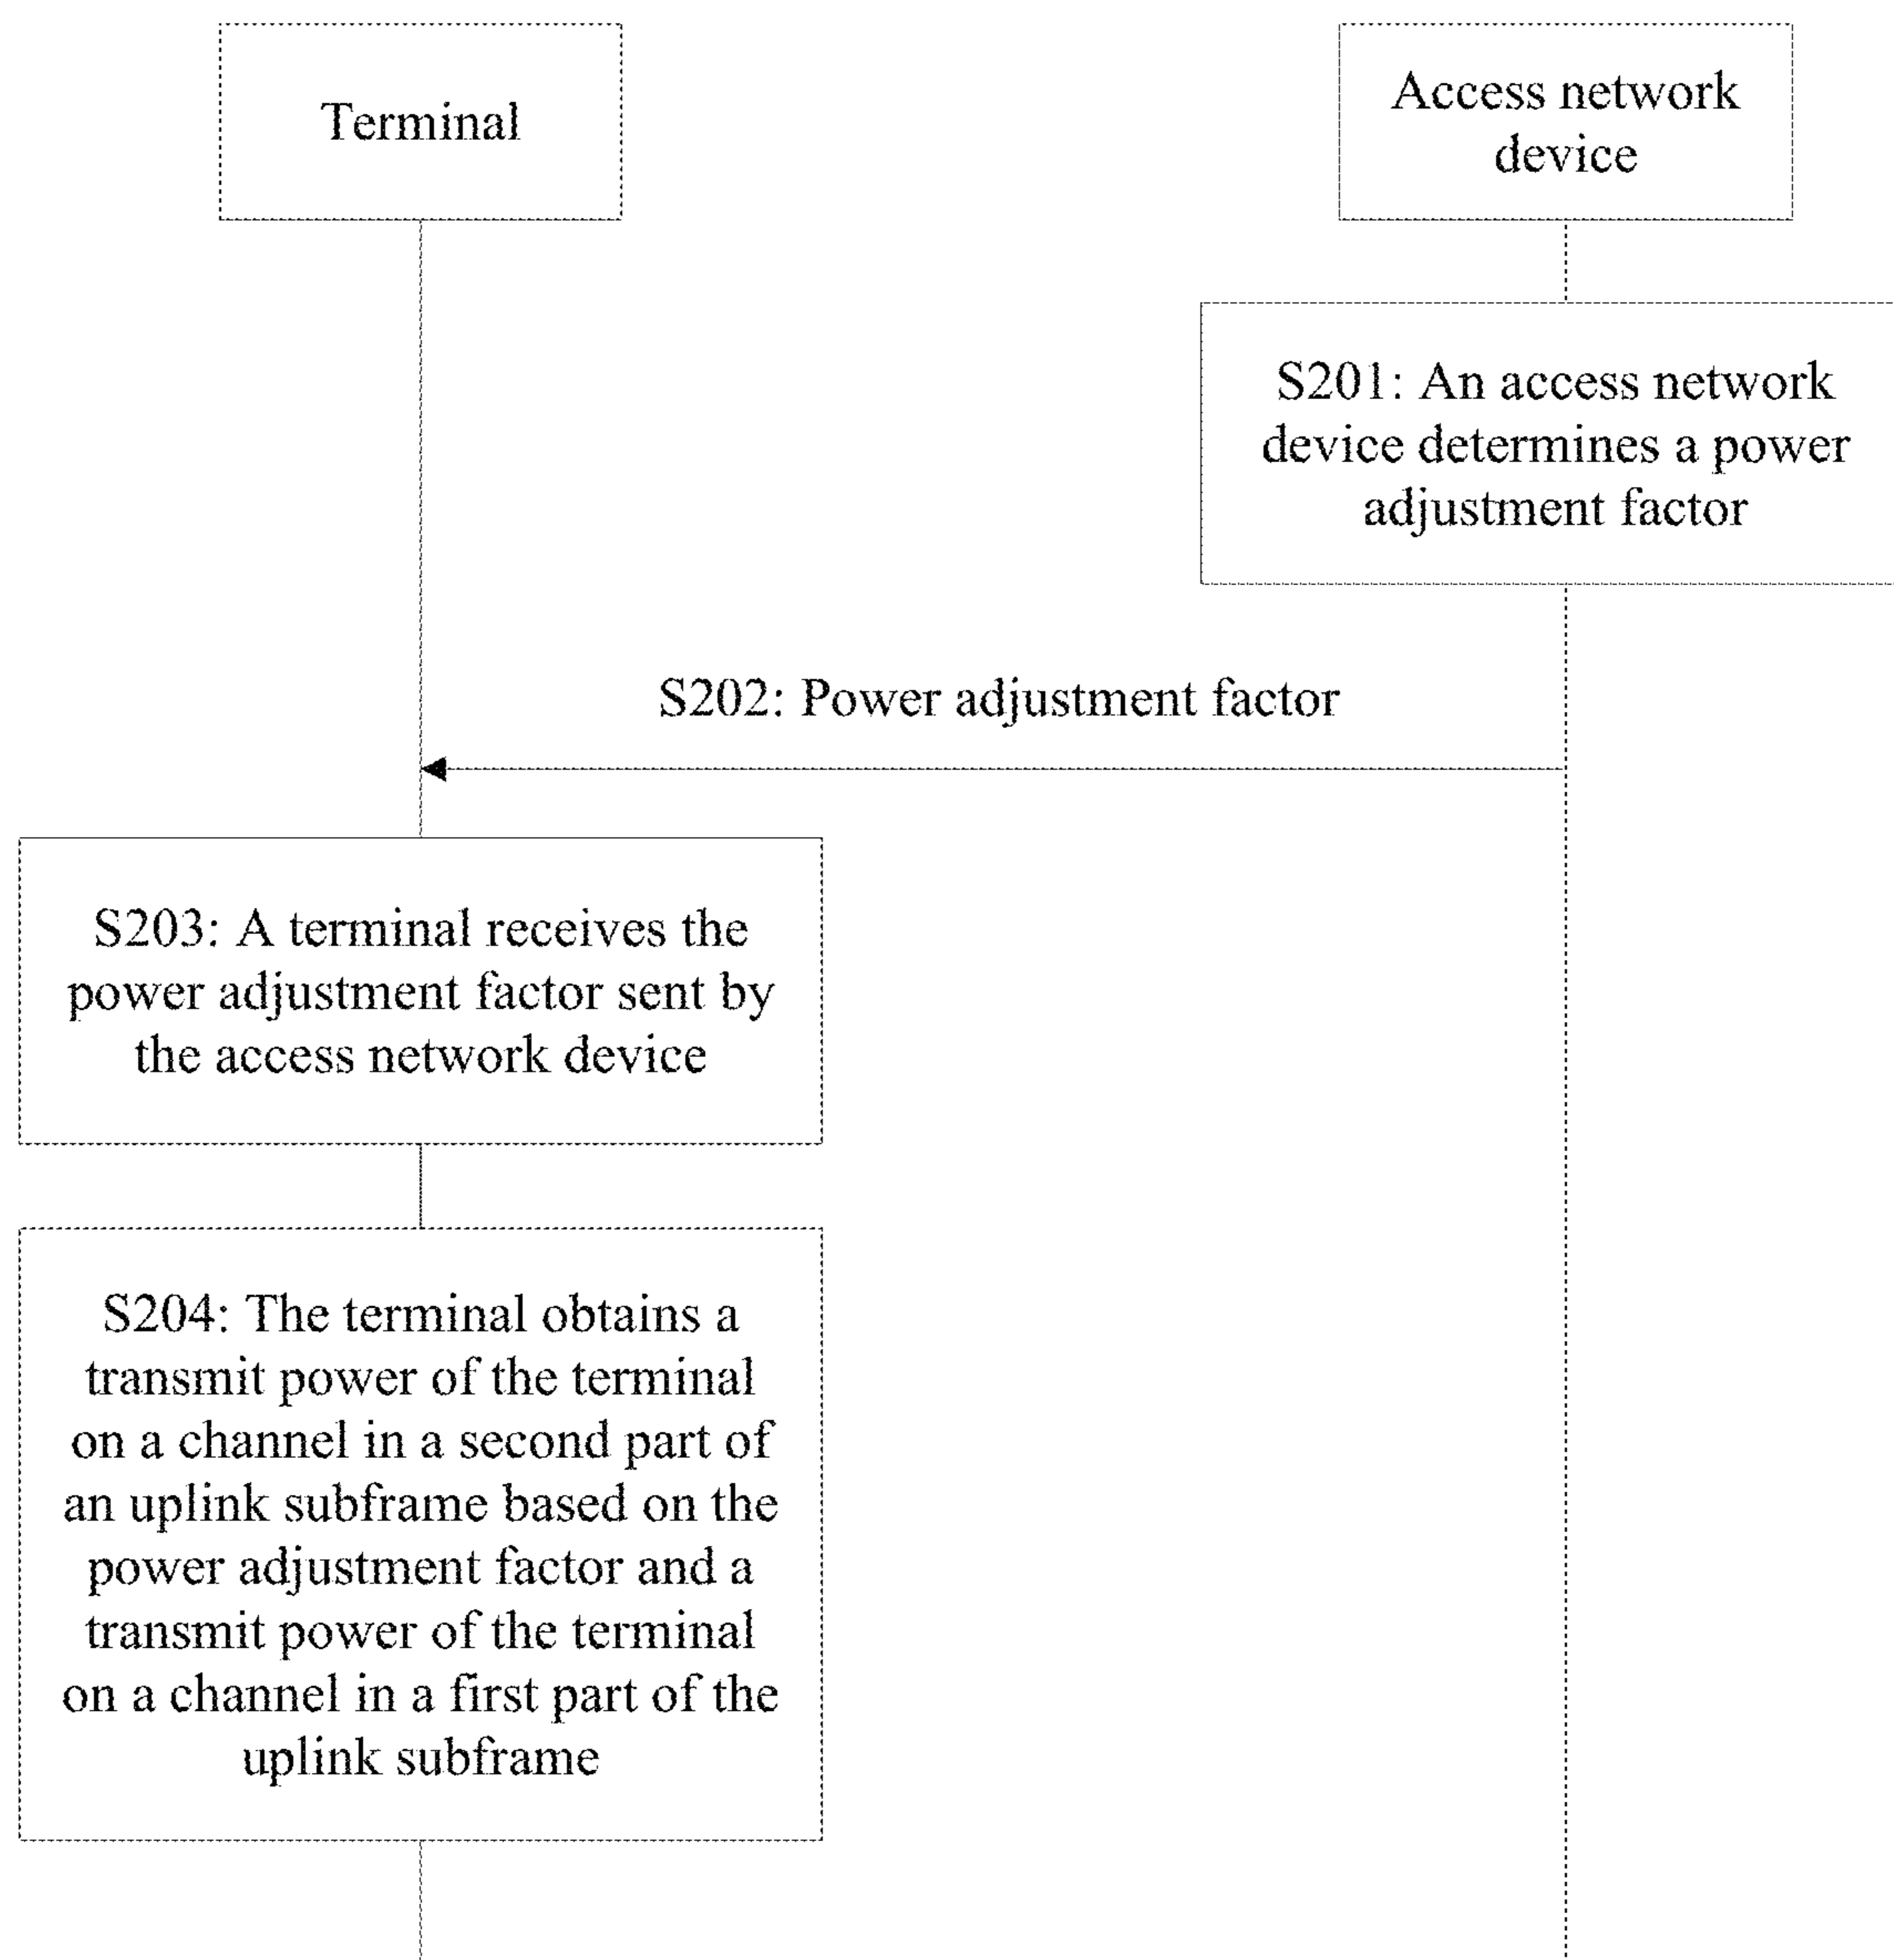 Terminal
Access network
device
S201: An access network
device determines a power
adjustment factor
S202: Power adjustment factor
S203: A terminal receives the
power adjustment factor sent by
the access network device
S204: The terminal obtains a
transmit power of the terminal
on a channel in a second part of
an uplink subframe based on the
power adjustment factor and a
transmit power of the terminal
on a channel in a first part of the
uplink subframe